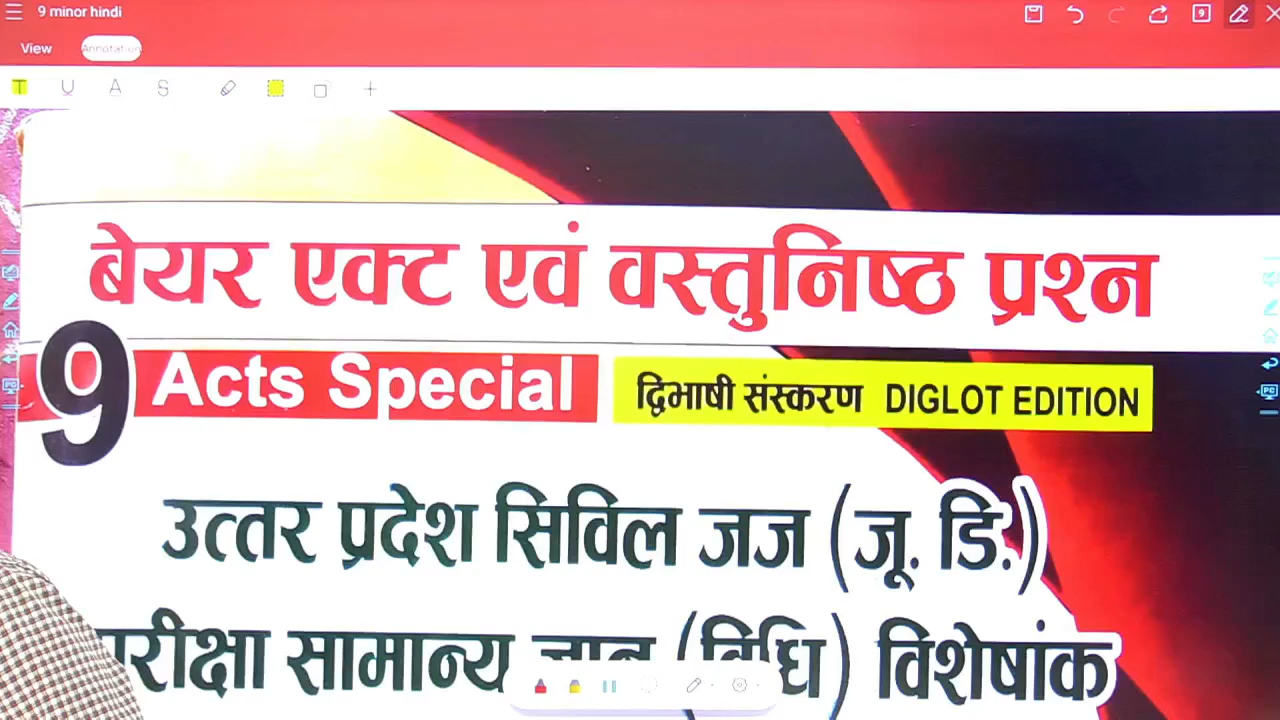 9 minor hindi
View Annotation
बेयर एक्ट एवं वस्तुनिष्ठ प्रश्न
9 Acts Special द्विभाषी संस्करण DIGLOT EDITION
उत्तर प्रदेश सिविल जज (जू. डि.)
परीक्षा सामान्य ज्ञान (विधि) विशेषांक